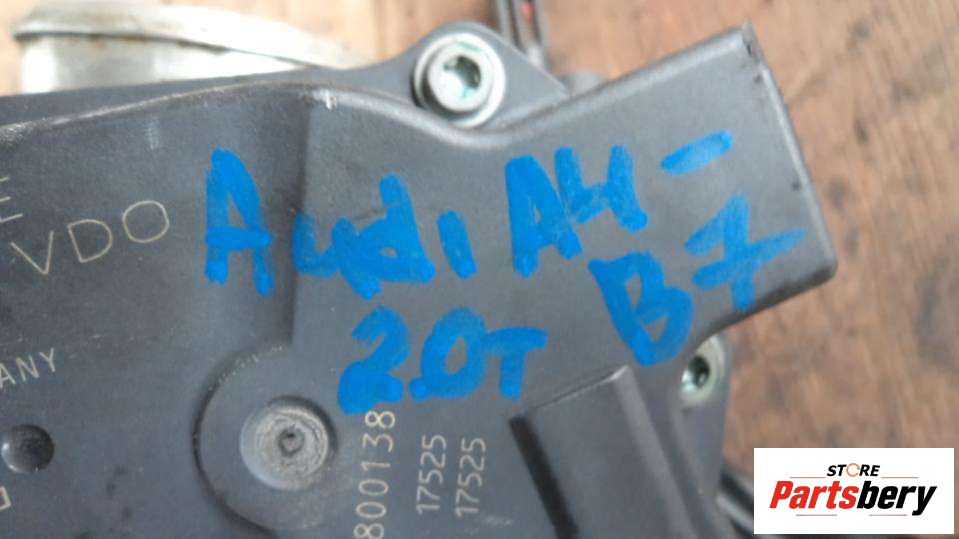 VDO
Audi A4 -
B7
2.0T
ANY
800138
17525
17525
STORE
Partsbery